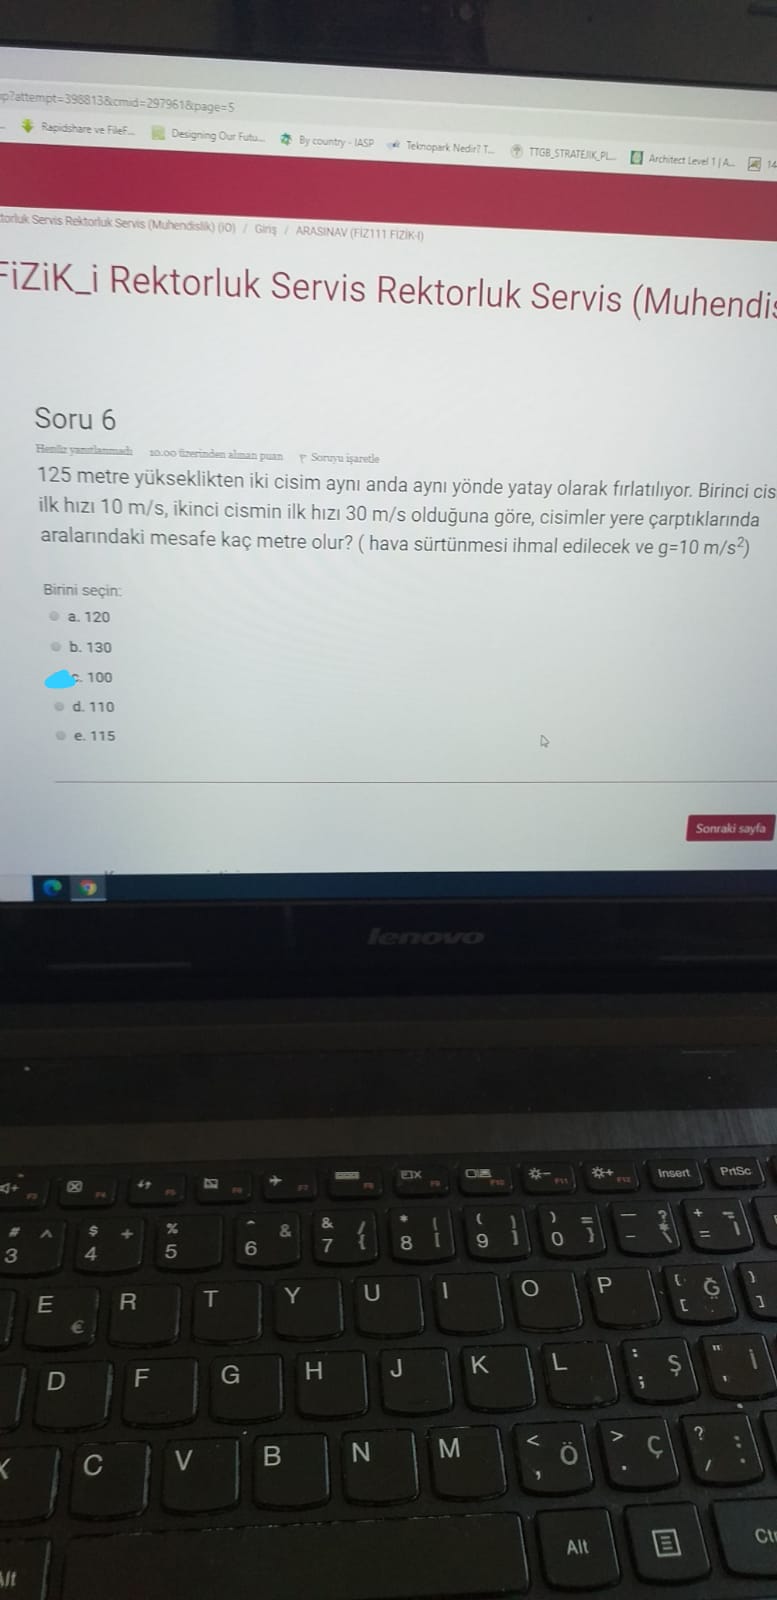 p?attempt=398813&cmid=297961&page=5
Rapidshare ve FileF... Designing Our Futu... By country - IASP Teknopark Nedir? T... TTGB_STRATEJIK_PL... Architect Level 1 | A... 14
torluk Servis Rektorluk Servis (Muhendislik) (IO) / Giriş / ARASINAV (FİZ111 FİZİK-I)
FiZiK_i Rektorluk Servis Rektorluk Servis (Muhendis
Soru 6
Henüz yanıtlanmadı 10.00 üzerinden alınan puan Soruyu işaretle
125 metre yükseklikten iki cisim aynı anda aynı yönde yatay olarak fırlatılıyor. Birinci cis
ilk hızı 10 m/s, ikinci cismin ilk hızı 30 m/s olduğuna göre, cisimler yere çarptıklarında
aralarındaki mesafe kaç metre olur? ( hava sürtünmesi ihmal edilecek ve g=10 m/s²)
Birini seçin:
a. 120
b. 130
c. 100
d. 110
e. 115
Sonraki sayfa
lenovo
F3 F4 F5 F6 F7 F8 F9 F10 F11 F12 Insert PrtSc
# ^ $ + % ^ & & { * [ ( ] ) = } _ ? * \ + ¬
3 4 5 6 7 8 9 0 - = |
E € R T Y U I O P { [ Ğ } ]
D F G H J K L : ; Ş " ' İ
X C V B N M < , Ö > . Ç ? / : .
Alt Alt Ctr